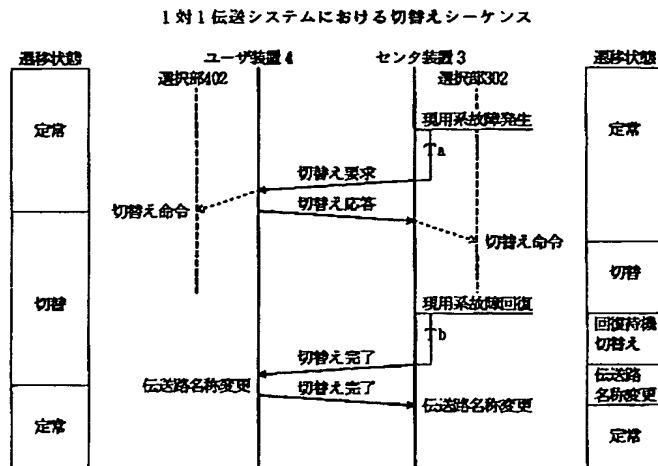 1対1伝送システムにおける切替えシーケンス
遷移状態
ユーザ装置4
センタ装置3
遷移状態
選択部402
選択部302
定常
現用系故障発生
定常
Ta
切替え要求
切替え命令
切替え応答
切替え命令
切替
切替
現用系故障回復
Tb
回復待機
切替え
切替え完了
伝送路名称変更
切替え完了
伝送路
名称変更
伝送路名称変更
定常
定常